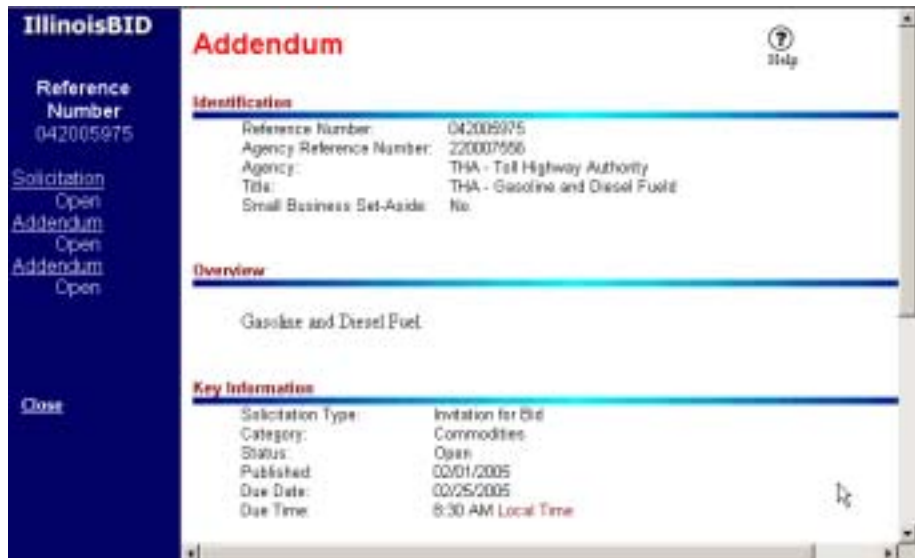 IllinoisBID
Reference
Number
042005975
Solicitation
Open
Addendum
Open
Addendum
Open
Close
Addendum
Help
Identification
Reference Number: 042005975
Agency Reference Number: 220007556
Agency: THA - Toll Highway Authority
Title: THA - Gasoline and Diesel Fueld
Small Business Set-Aside: No
Overview
Gasoline and Diesel Fuel.
Key Information
Solicitation Type: Invitation for Bid
Category: Commodities
Status: Open
Published: 02/01/2005
Due Date: 02/25/2005
Due Time: 8:30 AM Local Time